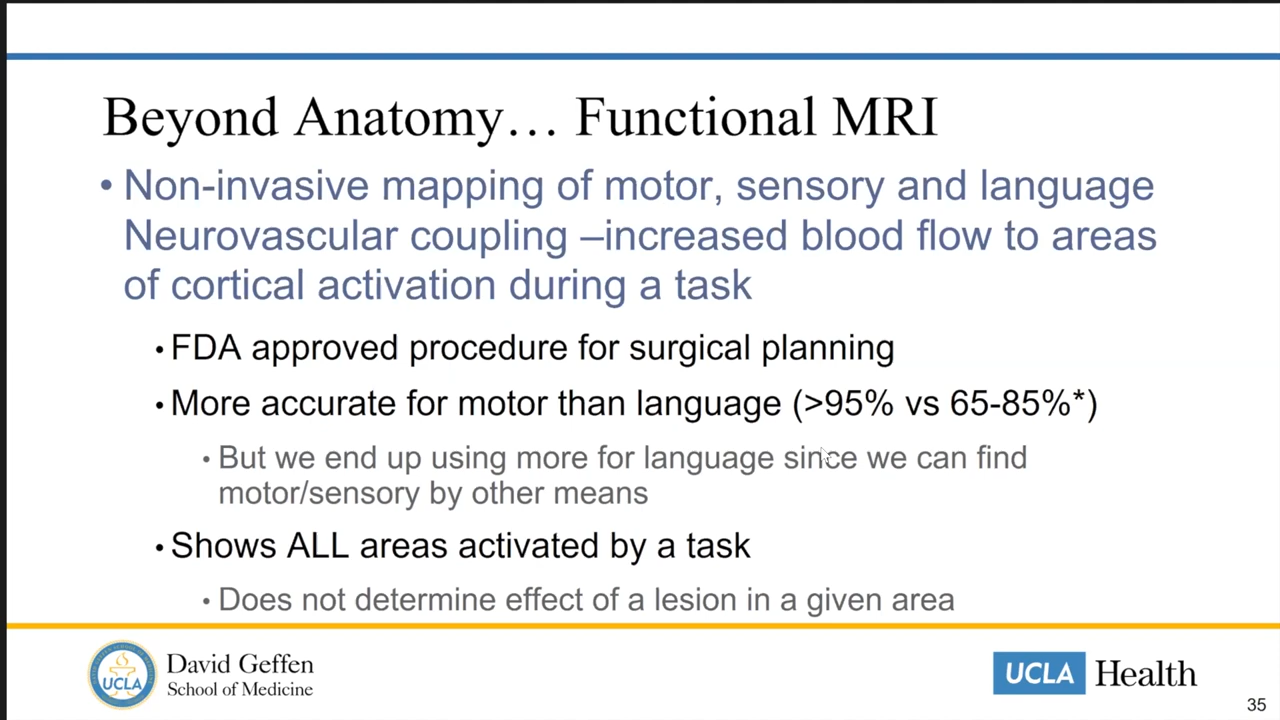 Beyond Anatomy… Functional MRI
• Non-invasive mapping of motor, sensory and language
Neurovascular coupling –increased blood flow to areas
of cortical activation during a task
• FDA approved procedure for surgical planning
• More accurate for motor than language (>95% vs 65-85%*)
• But we end up using more for language since we can find
motor/sensory by other means
• Shows ALL areas activated by a task
• Does not determine effect of a lesion in a given area
UCLA
David Geffen
School of Medicine
UCLA Health
35